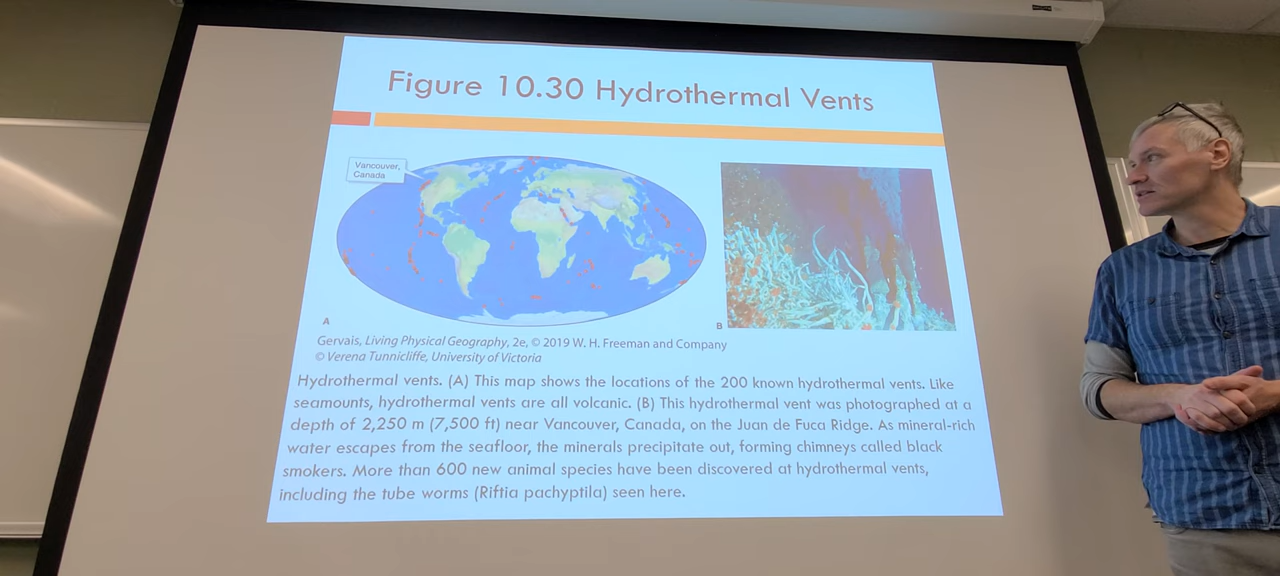 Figure 10.30 Hydrothermal Vents
Vancouver,
Canada
A
B
Gervais, Living Physical Geography, 2e, © 2019 W. H. Freeman and Company
© Verena Tunnicliffe, University of Victoria
Hydrothermal vents. (A) This map shows the locations of the 200 known hydrothermal vents. Like
seamounts, hydrothermal vents are all volcanic. (B) This hydrothermal vent was photographed at a
depth of 2,250 m (7,500 ft) near Vancouver, Canada, on the Juan de Fuca Ridge. As mineral-rich
water escapes from the seafloor, the minerals precipitate out, forming chimneys called black
smokers. More than 600 new animal species have been discovered at hydrothermal vents,
including the tube worms (Riftia pachyptila) seen here.